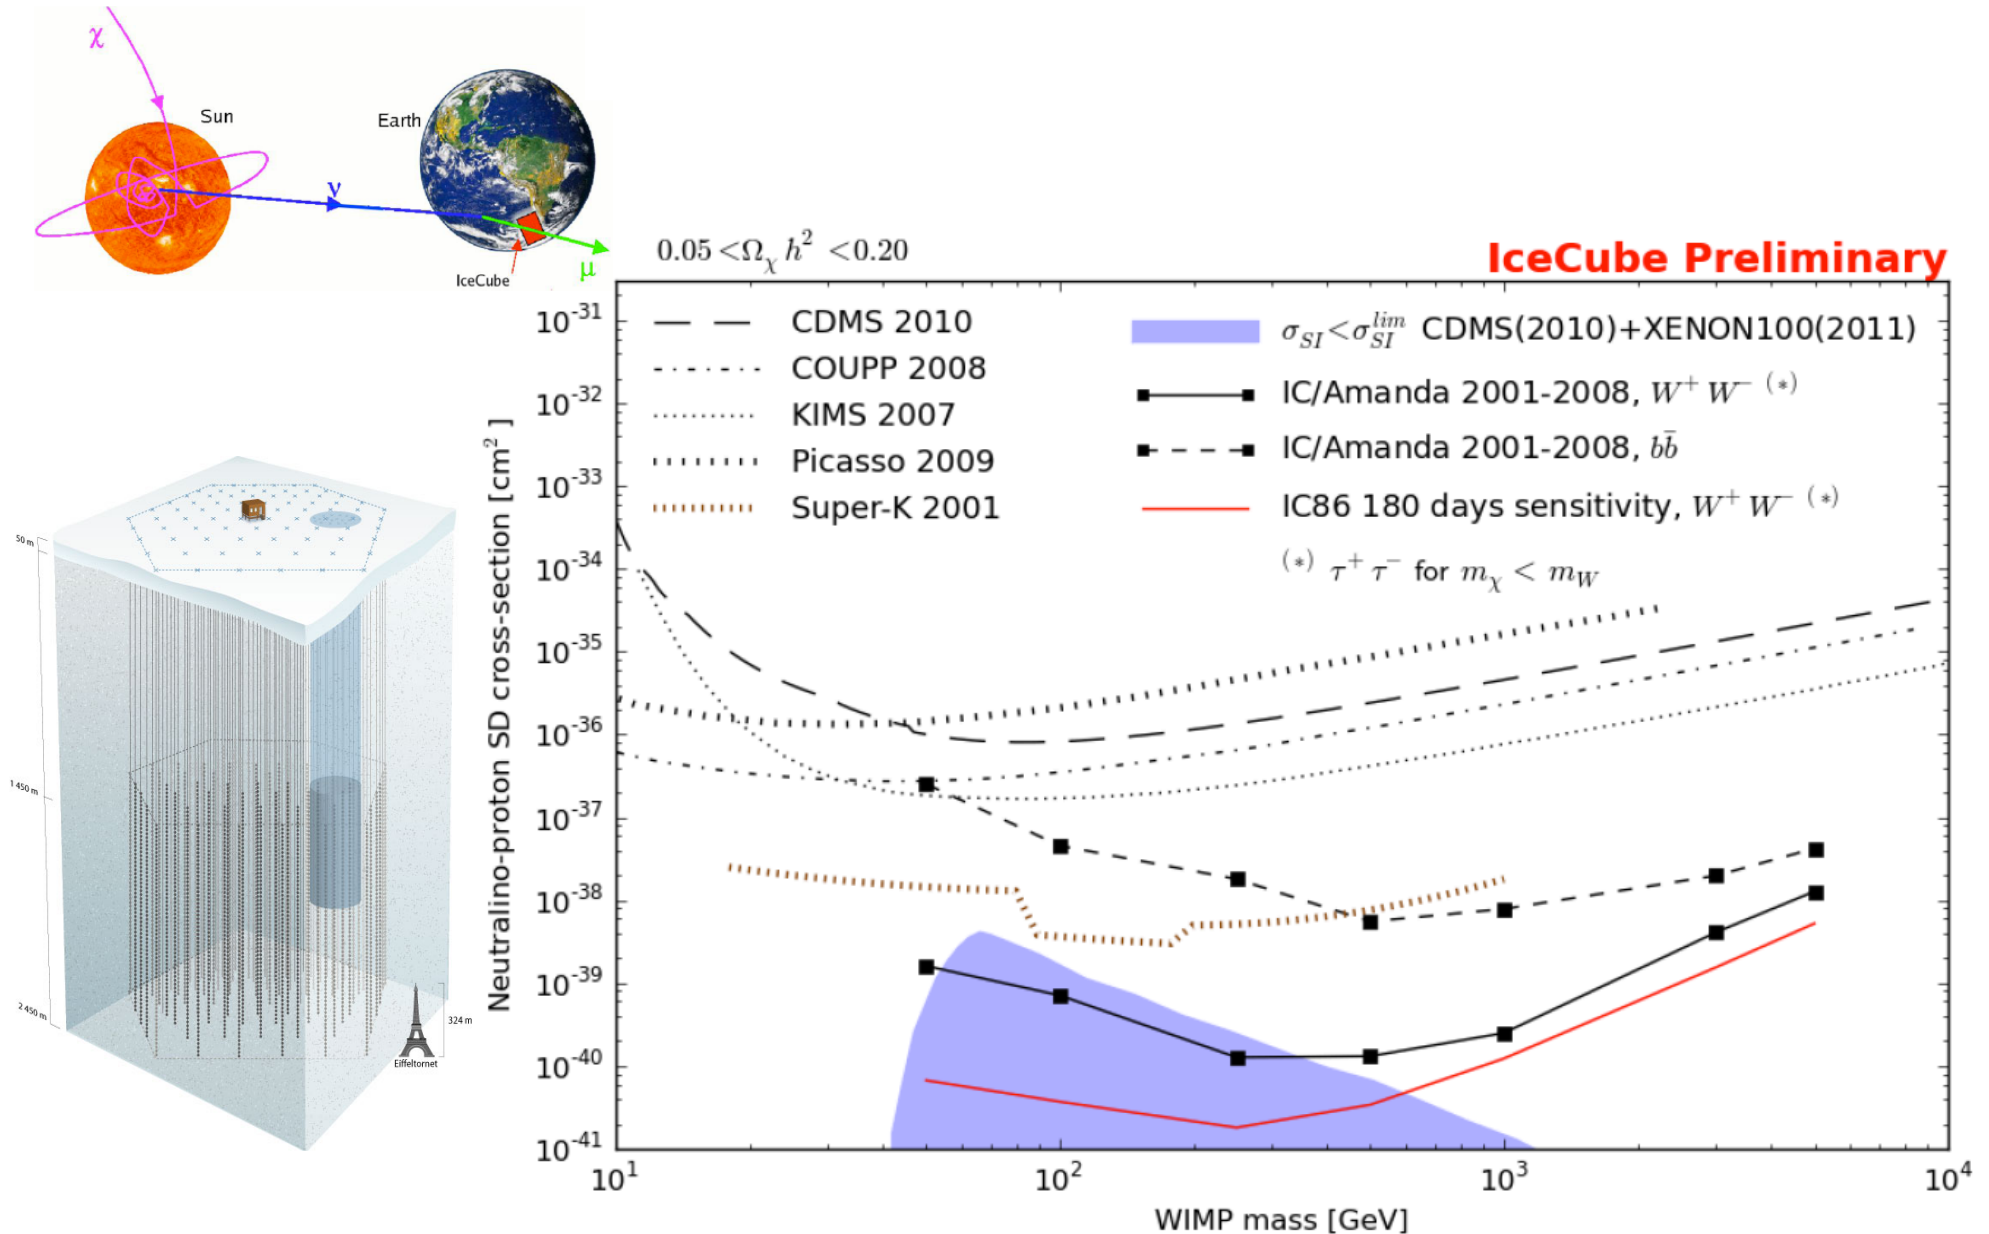 χ
Sun
Earth
ν
IceCube
μ
50 m
1 450 m
2 450 m
324 m
Eiffeltornet
0.05 <Ωχ h² <0.20
IceCube Preliminary
CDMS 2010
COUPP 2008
KIMS 2007
Picasso 2009
Super-K 2001
σ_SI<σ_SI^lim CDMS(2010)+XENON100(2011)
IC/Amanda 2001-2008, W⁺ W⁻ (*)
IC/Amanda 2001-2008, bb̄
IC86 180 days sensitivity, W⁺ W⁻ (*)
(*) τ⁺ τ⁻ for mχ < m_W
Neutralino-proton SD cross-section [cm²]
10⁻³¹
10⁻³²
10⁻³³
10⁻³⁴
10⁻³⁵
10⁻³⁶
10⁻³⁷
10⁻³⁸
10⁻³⁹
10⁻⁴⁰
10⁻⁴¹
10¹ 10² 10³ 10⁴
WIMP mass [GeV]